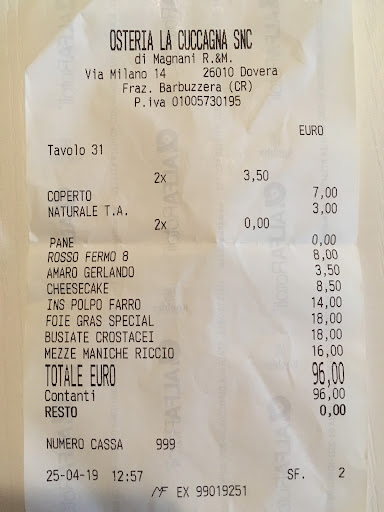 OSTERIA LA CUCCAGNA SNC
di Magnani R.&M.
Via Milano 14 26010 Dovera
Fraz. Barbuzzera (CR)
P.iva 01005730195
EURO
Tavolo 31
2x 3,50
COPERTO 7,00
NATURALE T.A. 3,00
2x 0,00
PANE 0,00
ROSSO FERMO 8 8,00
AMARO GERLANDO 3,50
CHEESECAKE 8,50
INS POLPO FARRO 14,00
FOIE GRAS SPECIAL 18,00
BUSIATE CROSTACEI 18,00
MEZZE MANICHE RICCIO 16,00
TOTALE EURO 96,00
Contanti 96,00
RESTO 0,00
NUMERO CASSA 999
25-04-19 12:57 SF. 2
MF EX 99019251